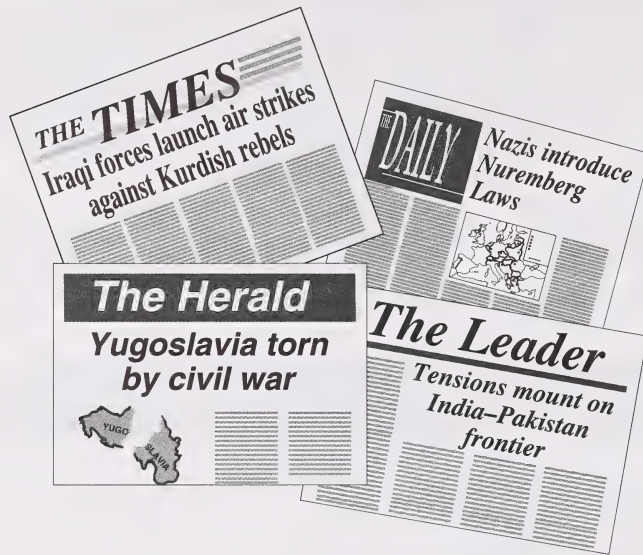 THE TIMES
Iraqi forces launch air strikes
against Kurdish rebels
THE DAILY
Nazis introduce
Nuremberg
Laws
The Herald
Yugoslavia torn
by civil war
YUGO
SLAVIA
The Leader
Tensions mount on
India–Pakistan
frontier